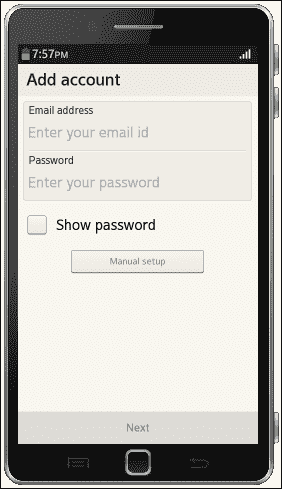 7:57PM
Add account
Email address
Enter your email id
Password
Enter your password
Show password
Manual setup
Next